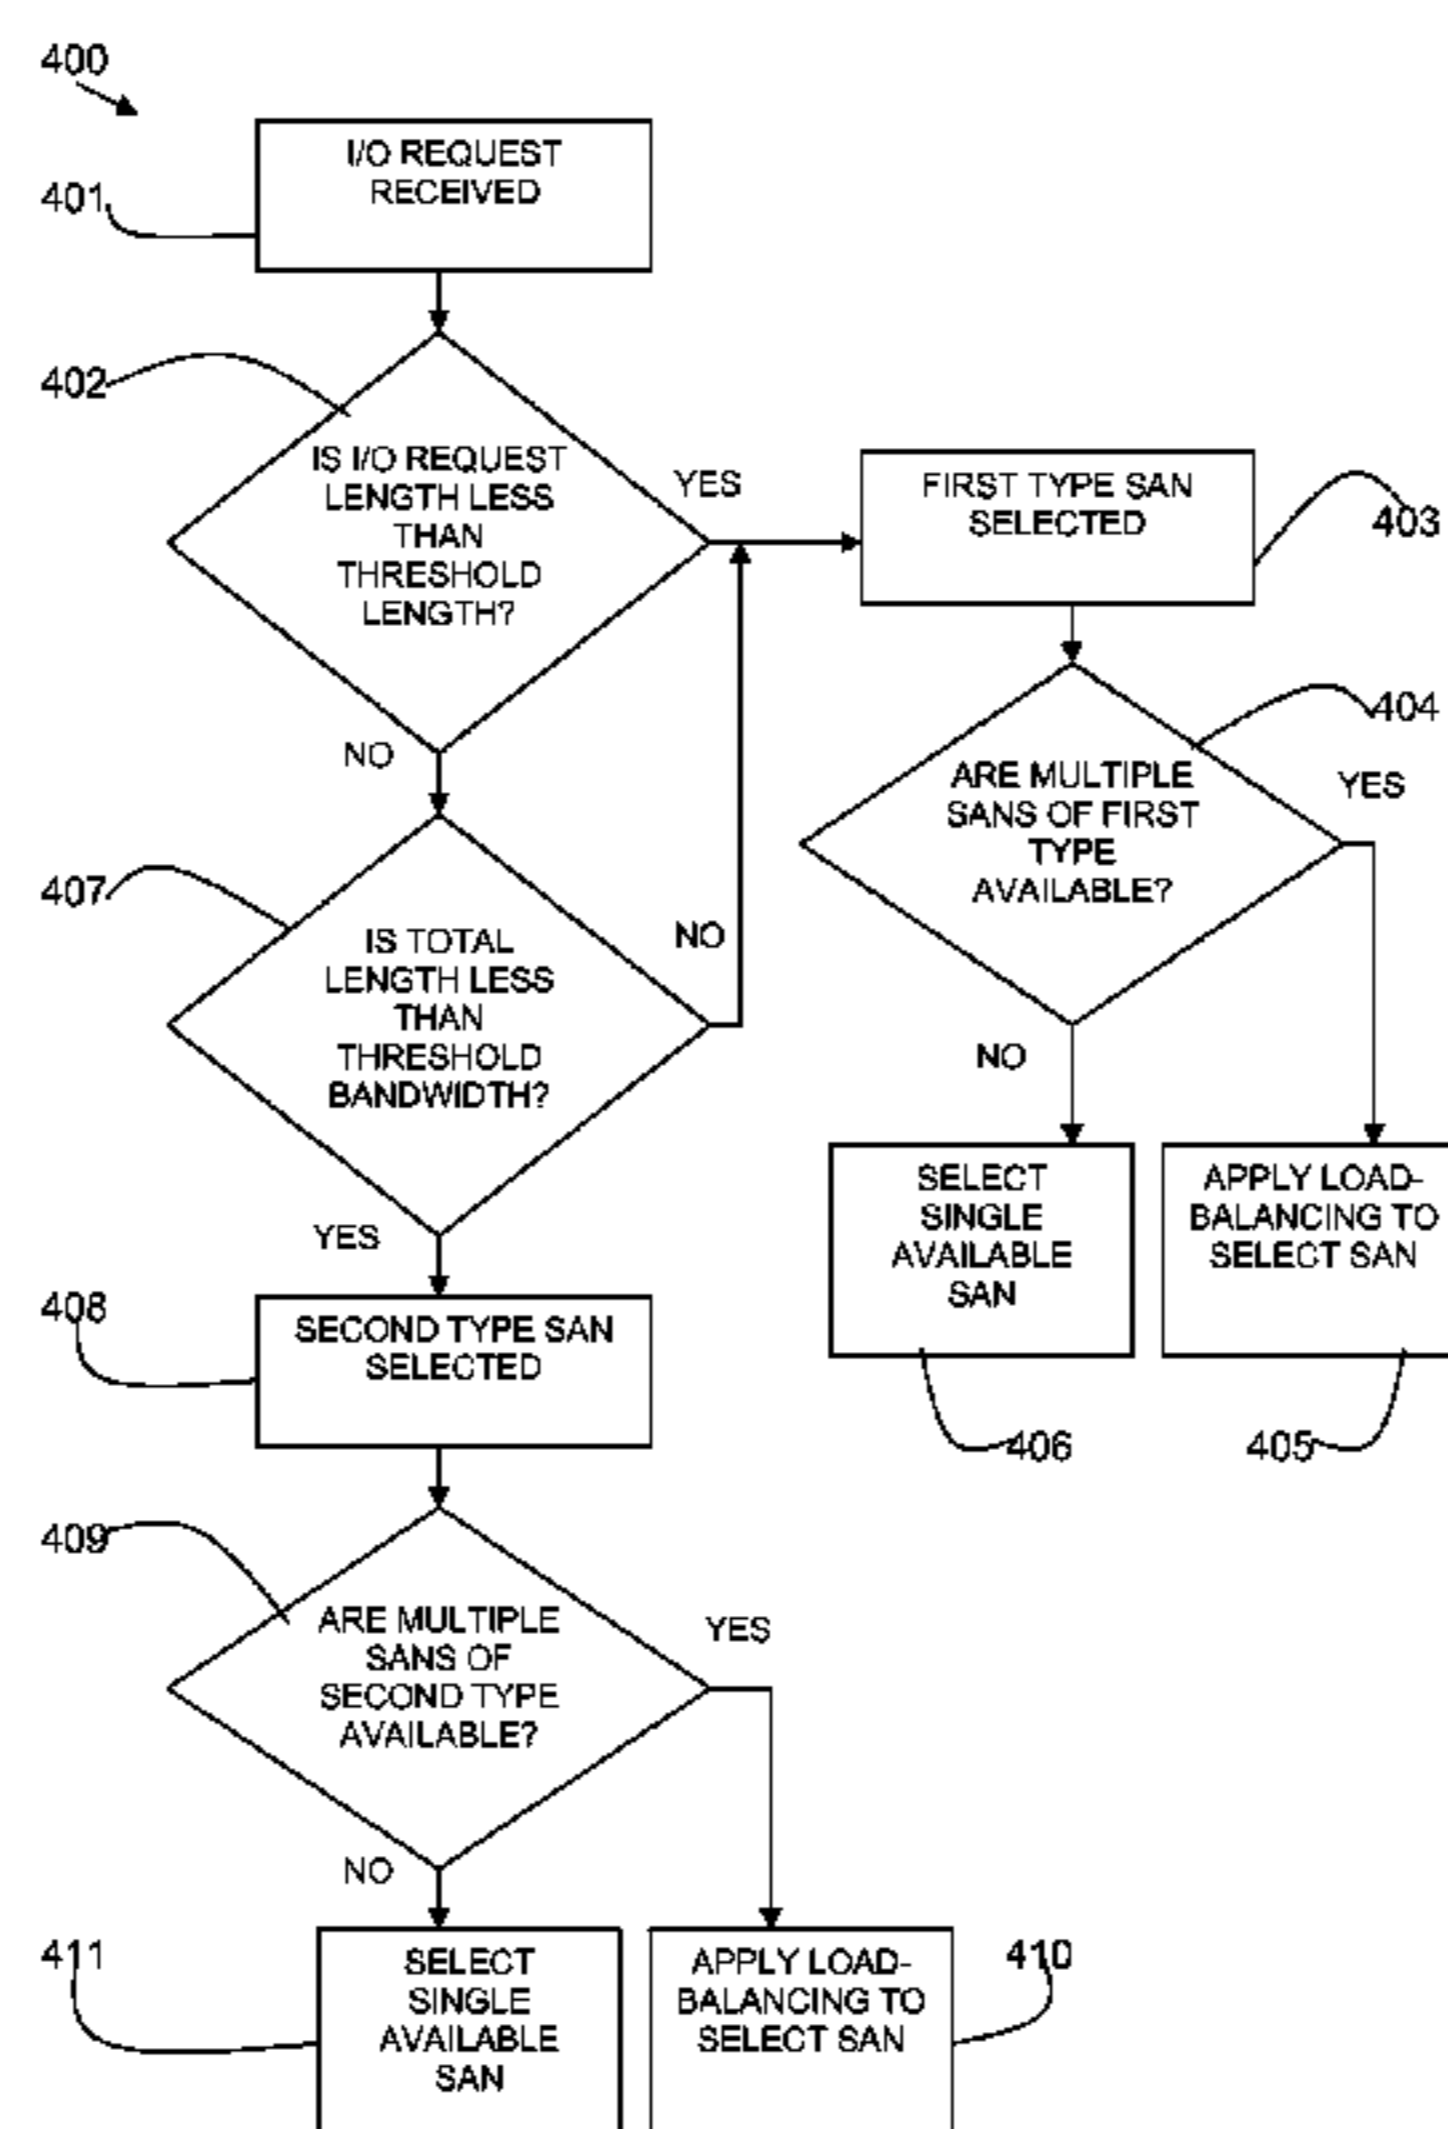 400
I/O REQUEST
RECEIVED
401
402
IS I/O REQUEST
LENGTH LESS
THAN
THRESHOLD
LENGTH?
YES
FIRST TYPE SAN
SELECTED
403
NO
404
ARE MULTIPLE
SANS OF FIRST
TYPE
AVAILABLE?
YES
407
IS TOTAL
LENGTH LESS
THAN
THRESHOLD
BANDWIDTH?
NO
NO
YES
SELECT
SINGLE
AVAILABLE
SAN
APPLY LOAD-
BALANCING TO
SELECT SAN
406
405
408
SECOND TYPE SAN
SELECTED
409
ARE MULTIPLE
SANS OF
SECOND TYPE
AVAILABLE?
YES
NO
411
SELECT
SINGLE
AVAILABLE
SAN
APPLY LOAD-
BALANCING TO
SELECT SAN
410